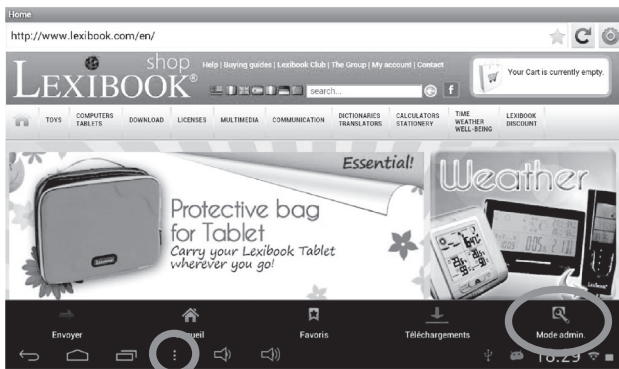 Home
http://www.lexibook.com/en/
shop
LEXIBOOK®
Help | Buying guides | Lexibook Club | The Group | My account | Contact
search...
f
Your Cart is currently empty.
TOYS
COMPUTERS
TABLETS
DOWNLOAD
LICENSES
MULTIMEDIA
COMMUNICATION
DICTIONARIES
TRANSLATORS
CALCULATORS
STATIONERY
TIME
WEATHER
WELL-BEING
LEXIBOOK
DISCOUNT
Essential!
Protective bag
for Tablet
Carry your Lexibook Tablet
wherever you go!
Weather
Envoyer
Favoris
Téléchargements
Mode admin.
18:29